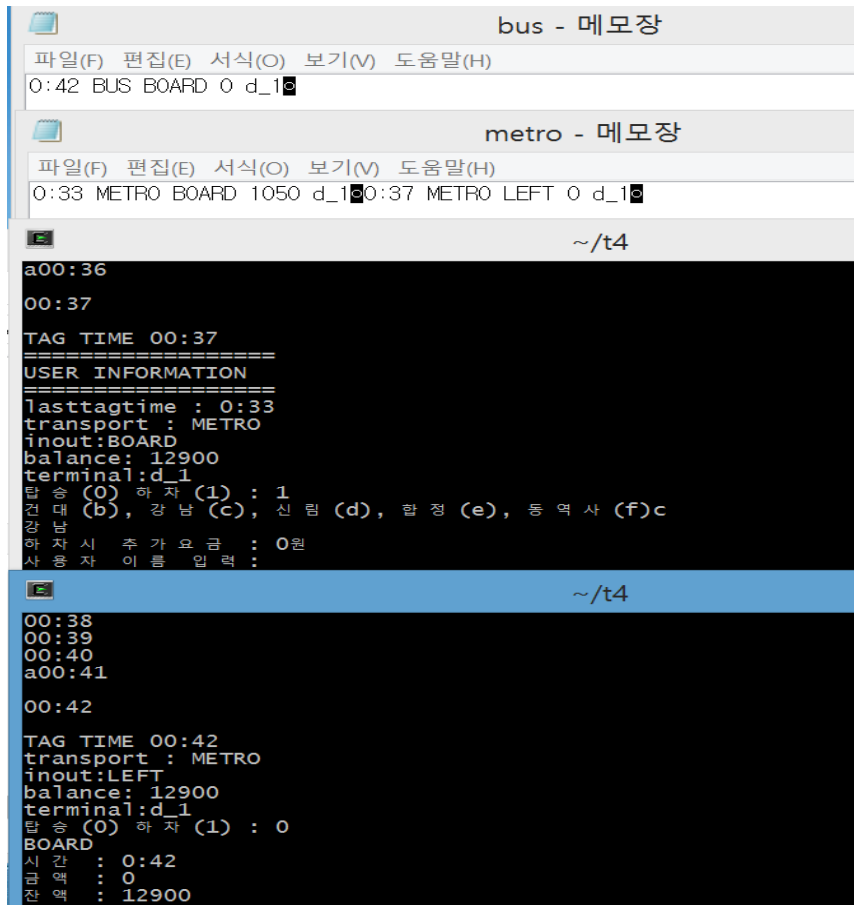 bus - 메모장
파일(F) 편집(E) 서식(O) 보기(V) 도움말(H)
0:42 BUS BOARD 0 d_1
metro - 메모장
파일(F) 편집(E) 서식(O) 보기(V) 도움말(H)
0:33 METRO BOARD 1050 d_1 0:37 METRO LEFT 0 d_1
~/t4
a00:36
00:37
TAG TIME 00:37
==================
USER INFORMATION
==================
lasttagtime : 0:33
transport : METRO
inout:BOARD
balance: 12900
terminal:d_1
탑승(0) 하차(1) : 1
건대(b), 강남(c), 신림(d), 합정(e), 동역사(f)c
강남
하차시 추가요금 : 0원
사용자 이름 입력 :
~/t4
00:38
00:39
00:40
a00:41
00:42
TAG TIME 00:42
transport : METRO
inout:LEFT
balance: 12900
terminal:d_1
탑승(0) 하차(1) : 0
BOARD
시간 : 0:42
금액 : 0
잔액 : 12900